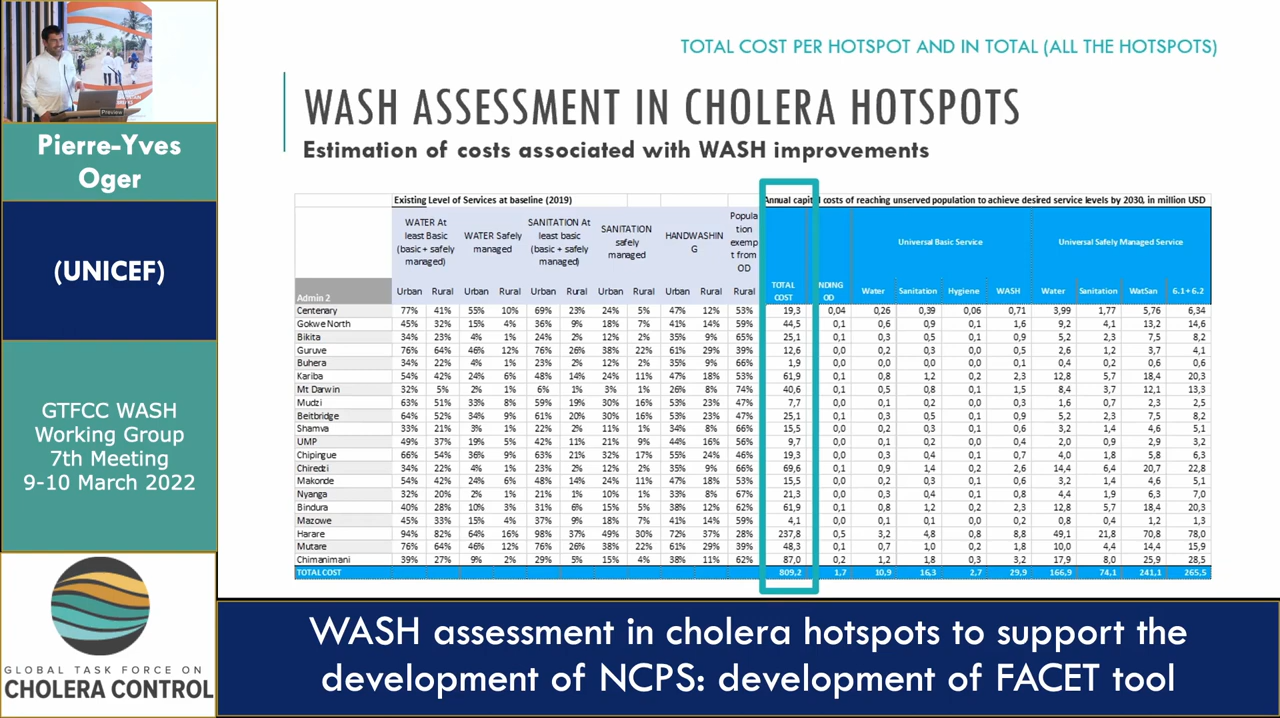 Preview
Pierre-Yves
Oger
(UNICEF)
GTFCC WASH
Working Group
7th Meeting
9-10 March 2022
GLOBAL TASK FORCE ON
CHOLERA CONTROL
TOTAL COST PER HOTSPOT AND IN TOTAL (ALL THE HOTSPOTS)
WASH ASSESSMENT IN CHOLERA HOTSPOTS
Estimation of costs associated with WASH improvements
Existing Level of Services at baseline (2019) Annual capital costs of reaching unserved population to achieve desired service levels by 2030, in million USD
WATER At least Basic (basic + safely managed) WATER Safely managed SANITATION At least basic (basic + safely managed) SANITATION safely managed HANDWASHIN G Popula tion exemp t from OD Universal Basic Service Universal Safely Managed Service
Admin 2 Urban Rural Urban Rural Urban Rural Urban Rural Urban Rural Rural TOTAL COST NDING OD Water Sanitation Hygiene WASH Water Sanitation WatSan 6.1+6.2
Centenary 77% 41% 55% 10% 69% 23% 24% 5% 47% 12% 53% 19,3 0,04 0,26 0,39 0,06 0,71 3,99 1,77 5,76 6,34
Gokwe North 45% 32% 15% 4% 36% 9% 18% 7% 41% 14% 59% 44,5 0,1 0,6 0,9 0,1 1,6 9,2 4,1 13,2 14,6
Bikita 34% 23% 4% 1% 24% 2% 12% 2% 35% 9% 65% 25,1 0,1 0,3 0,5 0,1 0,9 5,2 2,3 7,5 8,2
Guruve 76% 64% 46% 12% 76% 26% 38% 22% 61% 29% 39% 12,6 0,0 0,2 0,3 0,0 0,5 2,6 1,2 3,7 4,1
Buhera 34% 22% 4% 1% 23% 2% 12% 2% 35% 9% 66% 1,9 0,0 0,0 0,0 0,0 0,1 0,4 0,2 0,6 0,6
Kariba 54% 42% 24% 6% 48% 14% 24% 11% 47% 18% 53% 61,9 0,1 0,8 1,2 0,2 2,3 12,8 5,7 18,4 20,3
Mt Darwin 32% 5% 2% 1% 6% 1% 3% 1% 26% 8% 74% 40,6 0,1 0,5 0,8 0,1 1,5 8,4 3,7 12,1 13,3
Mudzi 63% 51% 33% 8% 59% 19% 30% 16% 53% 23% 47% 7,7 0,0 0,1 0,2 0,0 0,3 1,6 0,7 2,3 2,5
Beitbridge 64% 52% 34% 9% 61% 20% 30% 16% 53% 23% 47% 25,1 0,1 0,3 0,5 0,1 0,9 5,2 2,3 7,5 8,2
Shamva 33% 21% 3% 1% 22% 2% 11% 1% 34% 8% 66% 15,5 0,0 0,2 0,3 0,1 0,6 3,2 1,4 4,6 5,1
UMP 49% 37% 19% 5% 42% 11% 21% 9% 44% 16% 56% 9,7 0,0 0,1 0,2 0,0 0,4 2,0 0,9 2,9 3,2
Chipingue 66% 54% 36% 9% 63% 21% 32% 17% 55% 24% 46% 19,3 0,0 0,3 0,4 0,1 0,7 4,0 1,8 5,8 6,3
Chiredzi 34% 22% 4% 1% 23% 2% 12% 2% 35% 9% 66% 69,6 0,1 0,9 1,4 0,2 2,6 14,4 6,4 20,7 22,8
Makonde 54% 42% 24% 6% 48% 14% 24% 11% 47% 18% 53% 15,5 0,0 0,2 0,3 0,1 0,6 3,2 1,4 4,6 5,1
Nyanga 32% 20% 2% 1% 21% 1% 10% 1% 33% 8% 67% 21,3 0,0 0,3 0,4 0,1 0,8 4,4 1,9 6,3 7,0
Bindura 40% 28% 10% 3% 31% 6% 15% 5% 38% 12% 62% 61,9 0,1 0,8 1,2 0,2 2,3 12,8 5,7 18,4 20,3
Mazowe 45% 33% 15% 4% 37% 9% 18% 7% 41% 14% 59% 4,1 0,0 0,1 0,1 0,0 0,2 0,8 0,4 1,2 1,3
Harare 94% 82% 64% 16% 98% 37% 49% 30% 72% 37% 28% 237,8 0,5 3,2 4,8 0,8 8,8 49,1 21,8 70,8 78,0
Mutare 76% 64% 46% 12% 76% 26% 38% 22% 61% 29% 39% 48,3 0,1 0,7 1,0 0,2 1,8 10,0 4,4 14,4 15,9
Chimanimani 39% 27% 9% 2% 29% 5% 15% 4% 38% 11% 62% 87,0 0,2 1,2 1,8 0,3 3,2 17,9 8,0 25,9 28,5
TOTAL COST 809,2 1,7 10,9 16,3 2,7 29,9 166,9 74,1 241,1 265,5
WASH assessment in cholera hotspots to support the
development of NCPS: development of FACET tool